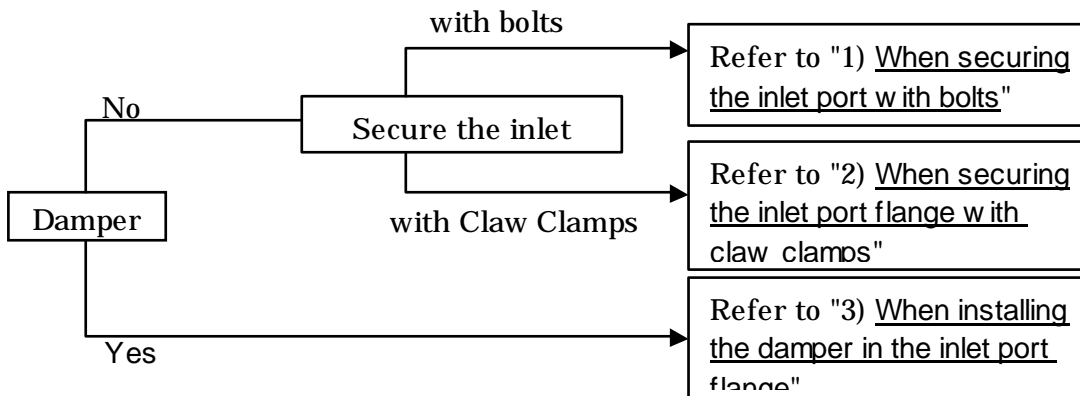 with bolts
Refer to "1) When securing
the inlet port with bolts"
No
Secure the inlet
Damper
with Claw Clamps
Refer to "2) When securing
the inlet port flange with
claw clamps"
Yes
Refer to "3) When installing
the damper in the inlet port
flange"